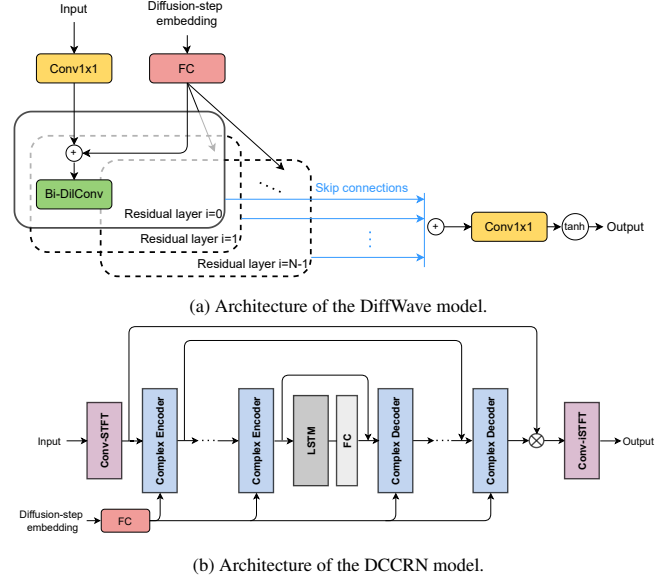 Input
Diffusion-step
embedding
Conv1x1
FC
+
Bi-DilConv
Residual layer i=0
Residual layer i=1
Residual layer i=N-1
Skip connections
+
Conv1x1
tanh
Output
(a) Architecture of the DiffWave model.
Input
Conv-STFT
Complex Encoder
Complex Encoder
LSTM
FC
Complex Decoder
Complex Decoder
Conv-iSTFT
Output
Diffusion-step
embedding
FC
(b) Architecture of the DCCRN model.